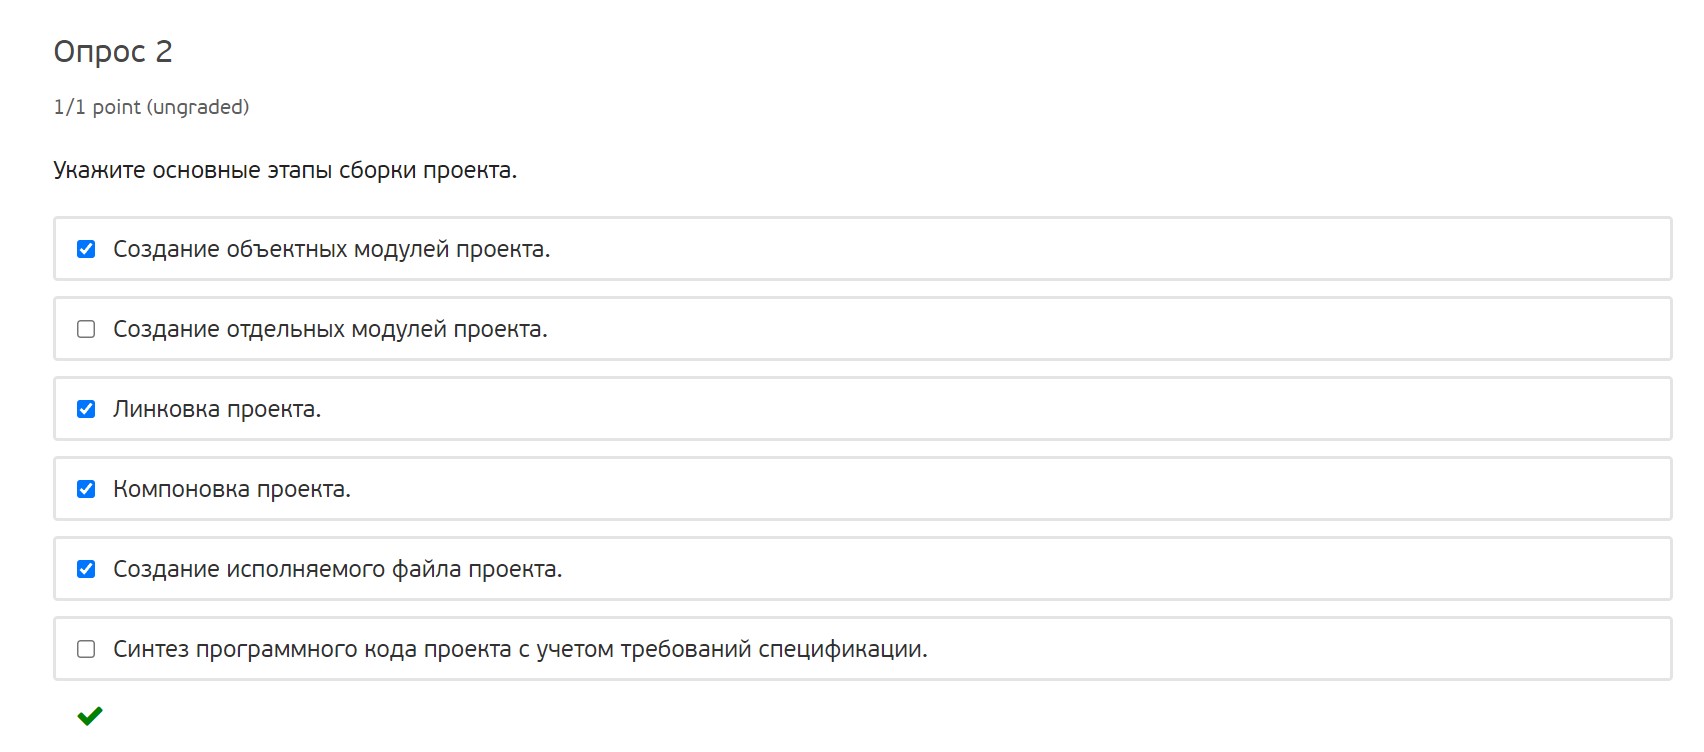 Опрос 2
1/1 point (ungraded)
Укажите основные этапы сборки проекта.
Создание объектных модулей проекта.
Создание отдельных модулей проекта.
Линковка проекта.
Компоновка проекта.
Создание исполняемого файла проекта.
Синтез программного кода проекта с учетом требований спецификации.